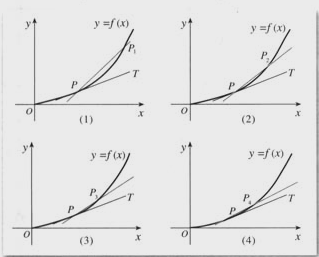 y
y =f (x)
P₁
P
T
O
x
(1)
y
y =f (x)
P₂
P
T
O
x
(2)
y
y =f (x)
P₃
P
T
O
x
(3)
y
y =f (x)
P₄
P
T
O
x
(4)